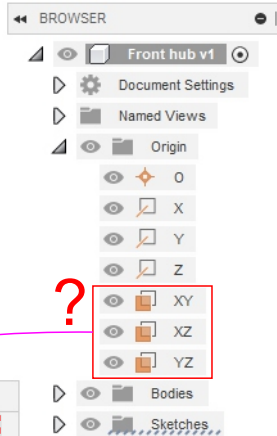 BROWSER
Front hub v1
Document Settings
Named Views
Origin
O
X
Y
Z
?
XY
XZ
YZ
Bodies
Sketches